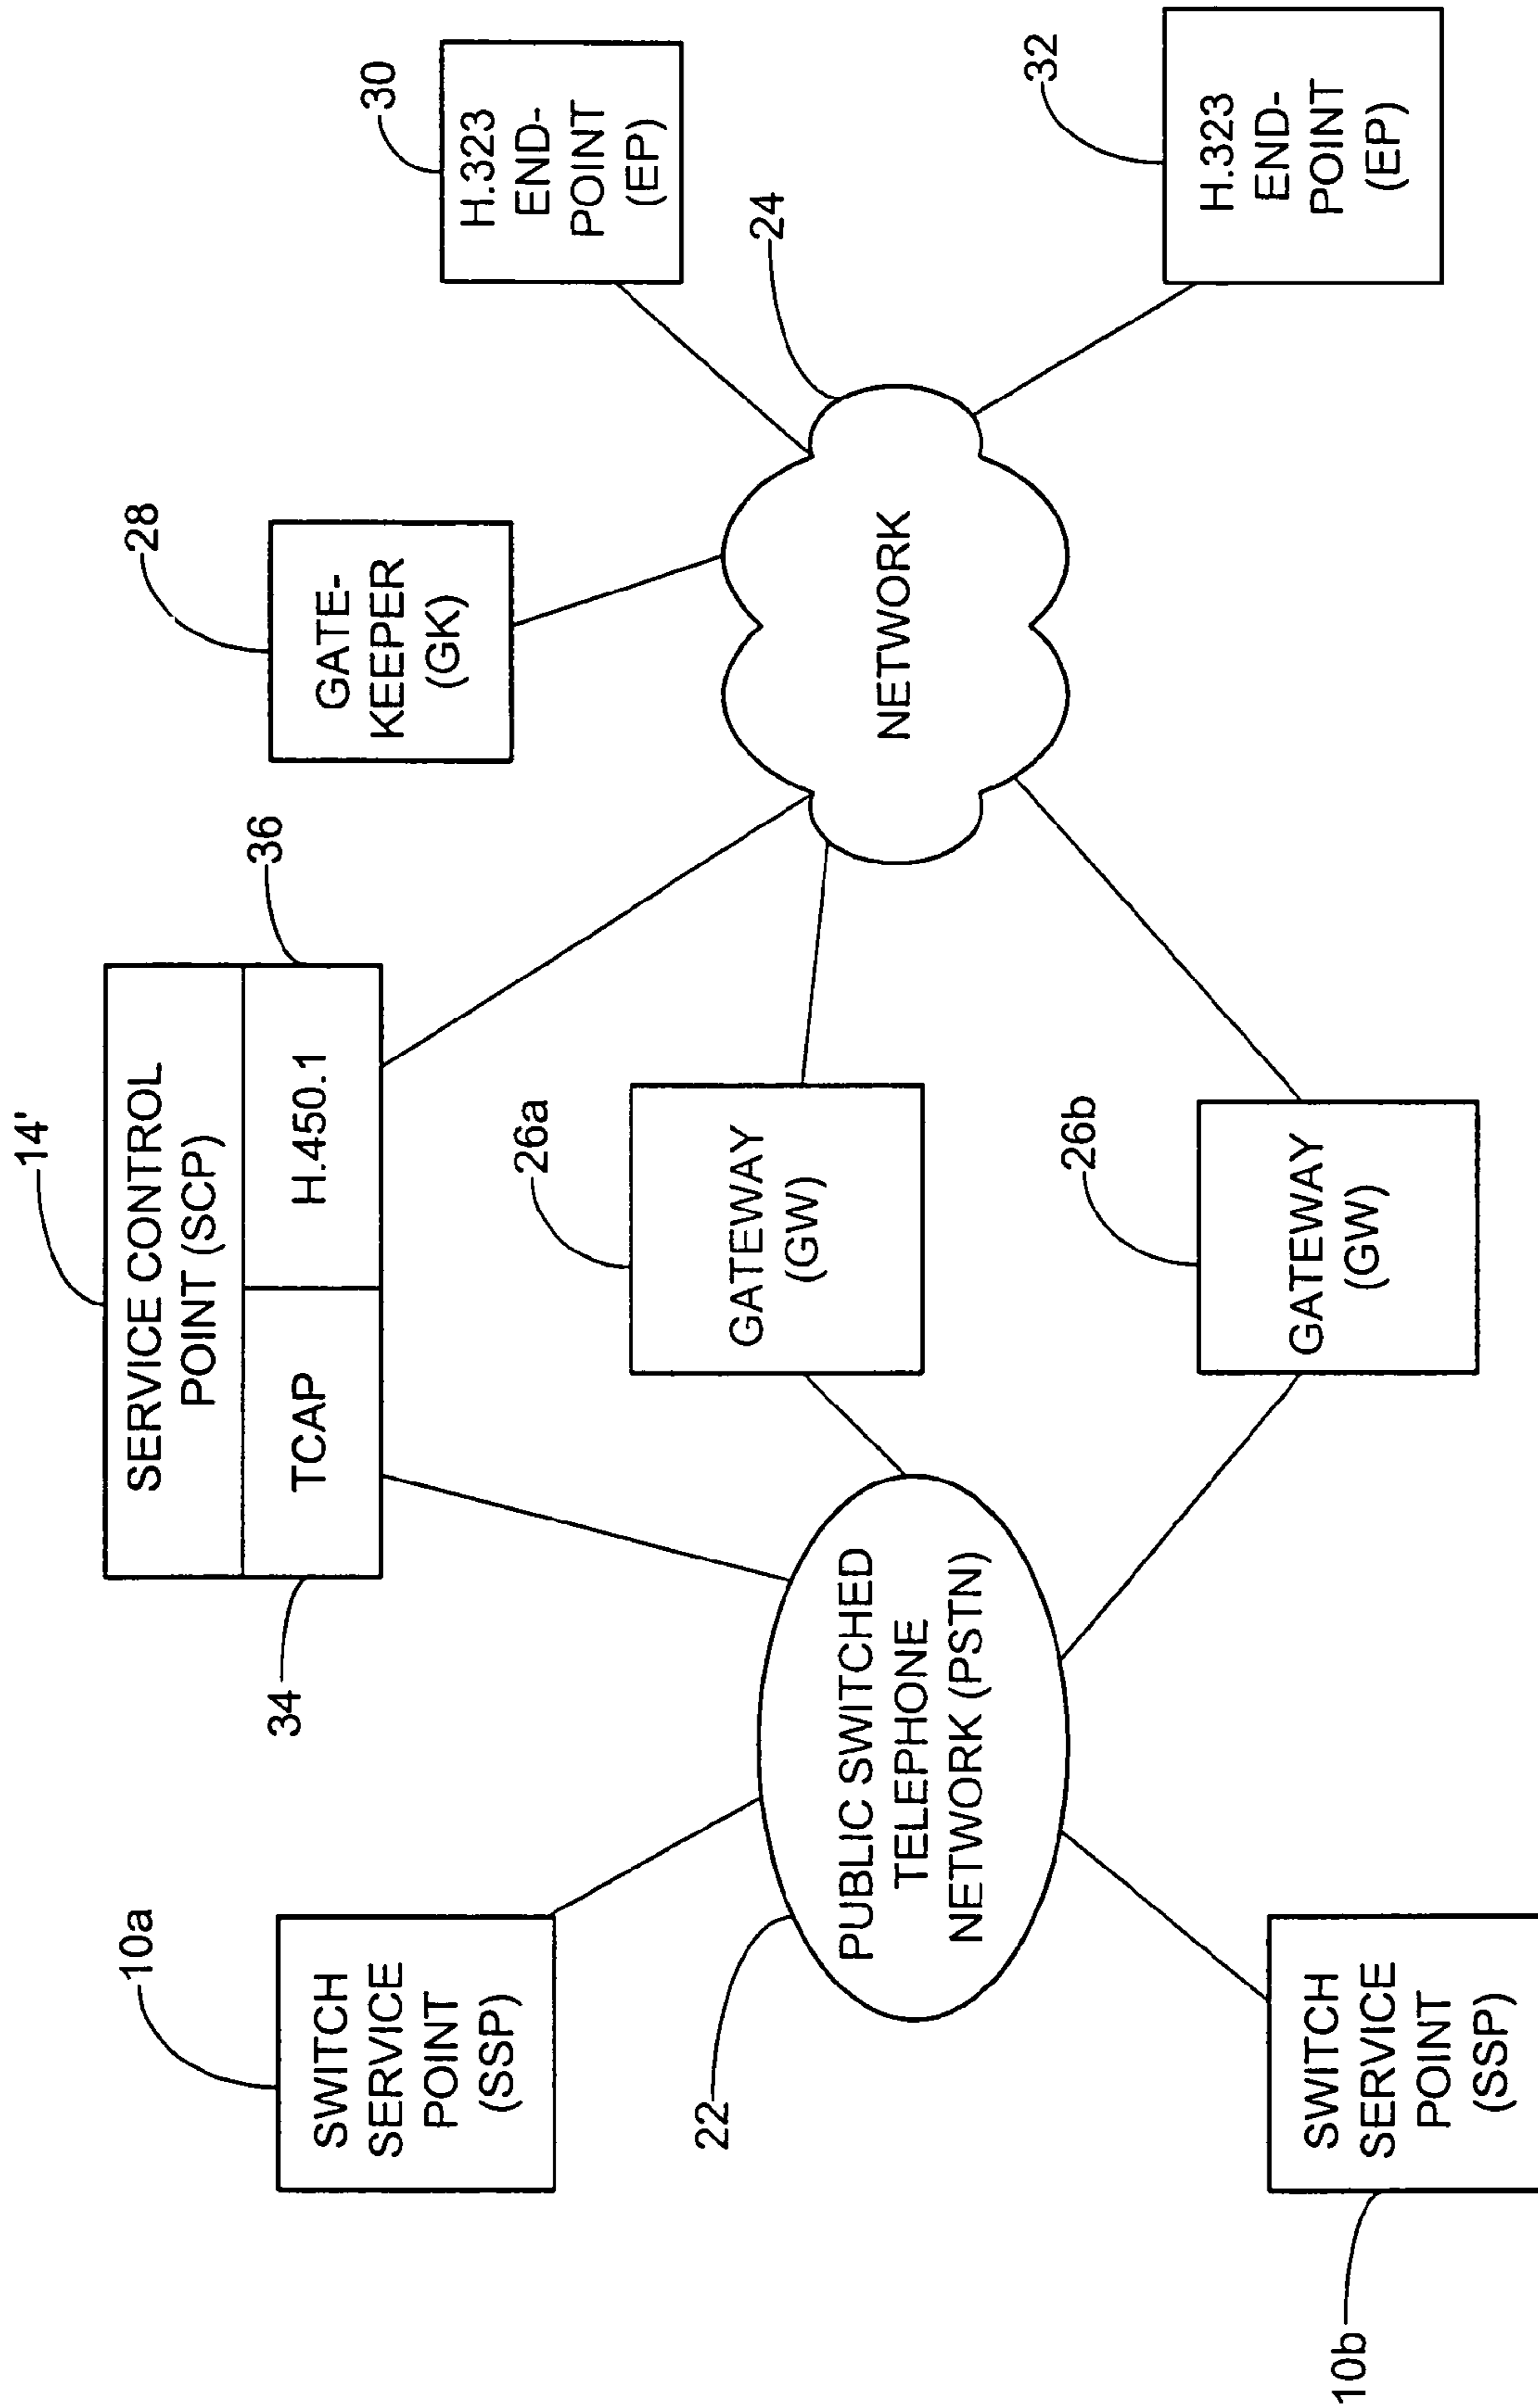 14'
SERVICE CONTROL
POINT (SCP)
TCAP
H.450.1
34
36
10a
SWITCH
SERVICE
POINT
(SSP)
28
GATE-
KEEPER
(GK)
30
H.323
END-
POINT
(EP)
26a
GATEWAY
(GW)
22
PUBLIC SWITCHED
TELEPHONE
NETWORK (PSTN)
24
NETWORK
10b
SWITCH
SERVICE
POINT
(SSP)
26b
GATEWAY
(GW)
32
H.323
END-
POINT
(EP)